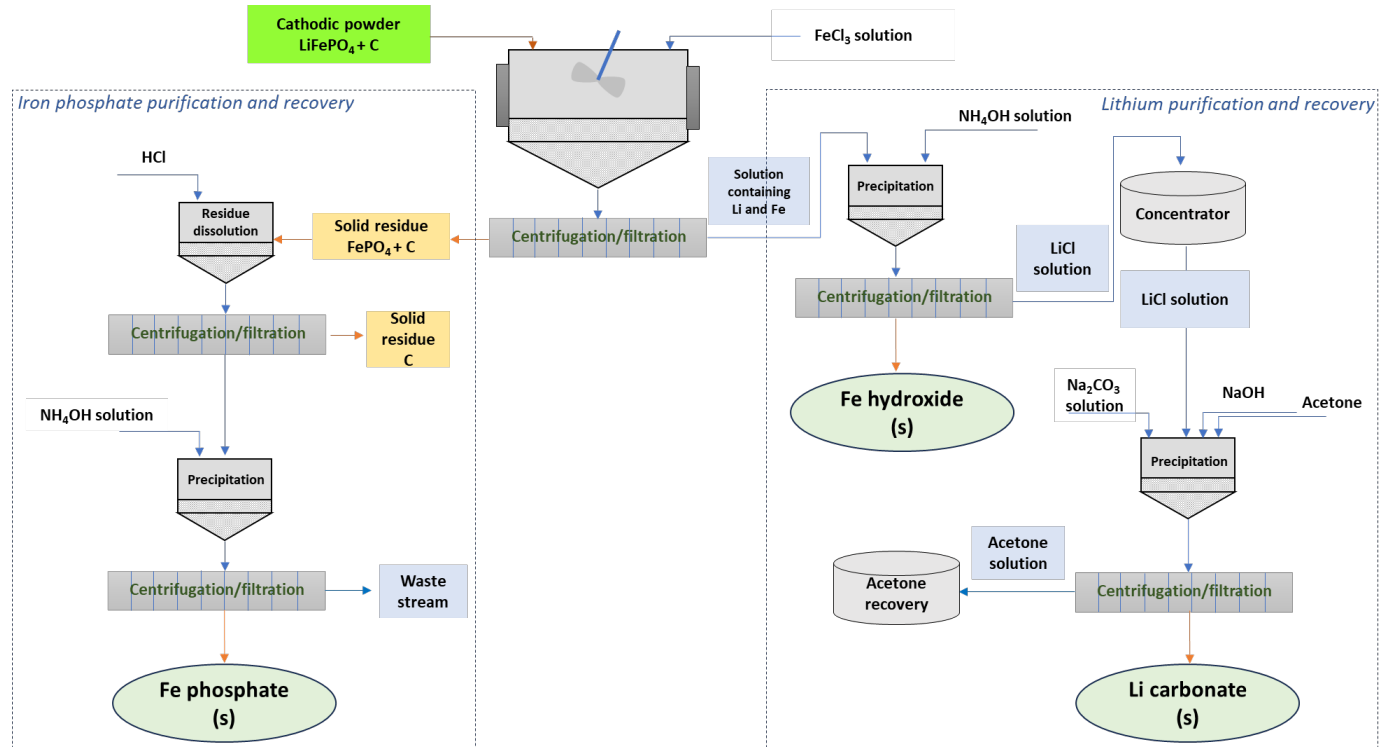 Cathodic powder
LiFePO₄ + C
FeCl₃ solution
Iron phosphate purification and recovery
Lithium purification and recovery
HCl
Residue
dissolution
Solid residue
FePO₄ + C
Centrifugation/filtration
Solution
containing
Li and Fe
NH₄OH solution
Precipitation
Concentrator
LiCl
solution
Centrifugation/filtration
LiCl solution
Centrifugation/filtration
Solid
residue
C
Fe hydroxide
(s)
Na₂CO₃
solution
NaOH
Acetone
NH₄OH solution
Precipitation
Precipitation
Acetone
solution
Acetone
recovery
Centrifugation/filtration
Centrifugation/filtration
Waste
stream
Fe phosphate
(s)
Li carbonate
(s)